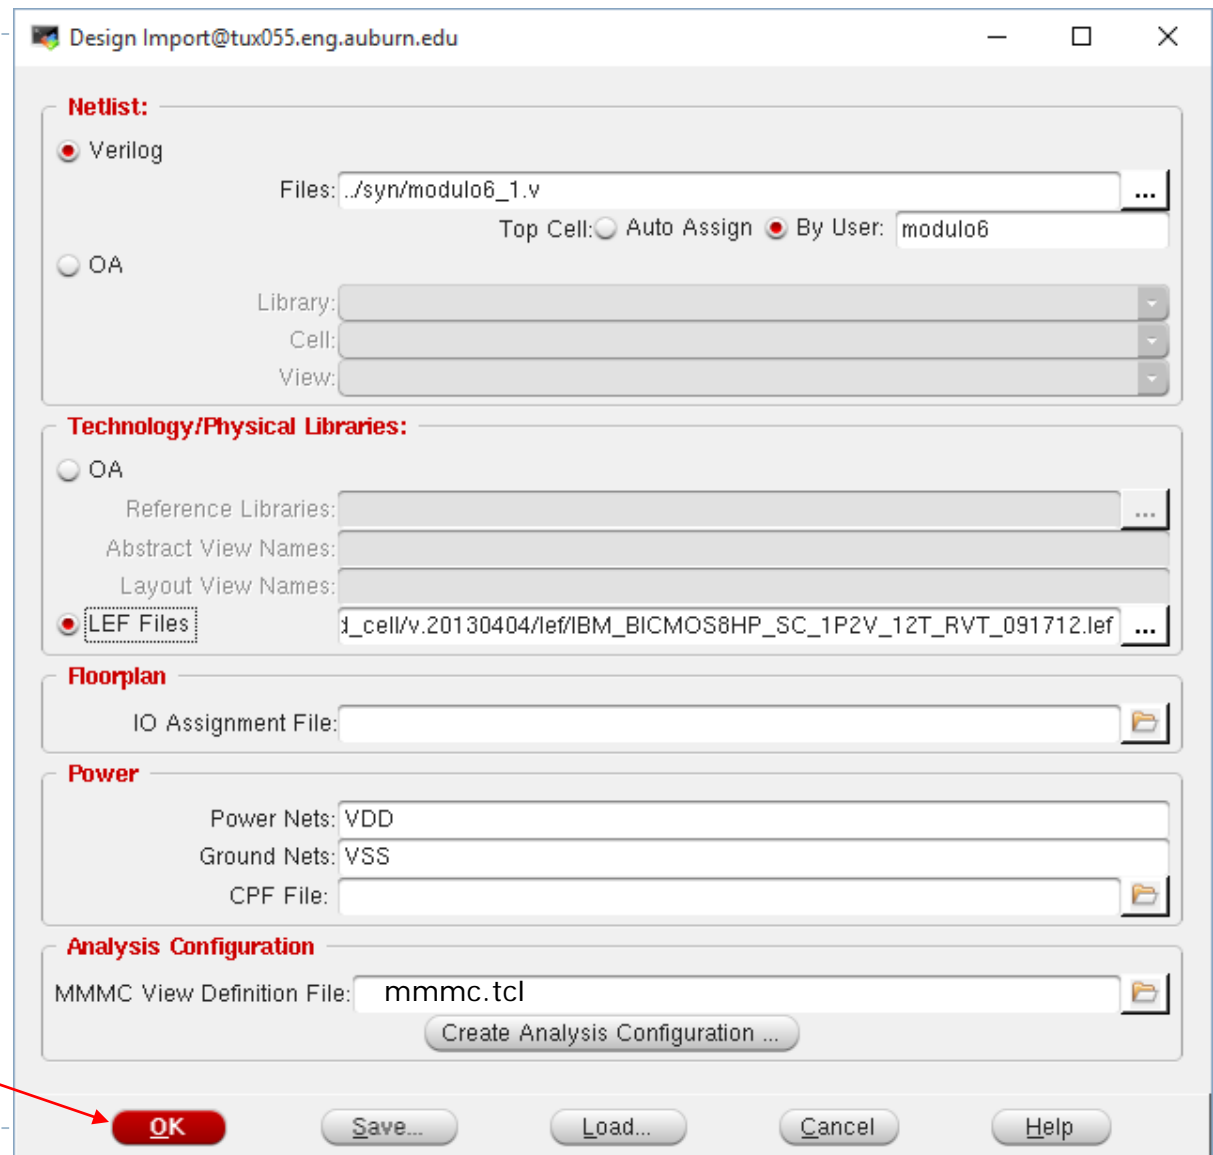 Design Import@tux055.eng.auburn.edu
Netlist:
Verilog
Files: ../syn/modulo6_1.v ...
Top Cell: Auto Assign By User: modulo6
OA
Library:
Cell:
View:
Technology/Physical Libraries:
OA
Reference Libraries: ...
Abstract View Names:
Layout View Names:
LEF Files d_cell/v.20130404/lef/IBM_BICMOS8HP_SC_1P2V_12T_RVT_091712.lef ...
Floorplan
IO Assignment File:
Power
Power Nets: VDD
Ground Nets: VSS
CPF File:
Analysis Configuration
MMMC View Definition File: mmmc.tcl
Create Analysis Configuration ...
OK Save... Load... Cancel Help